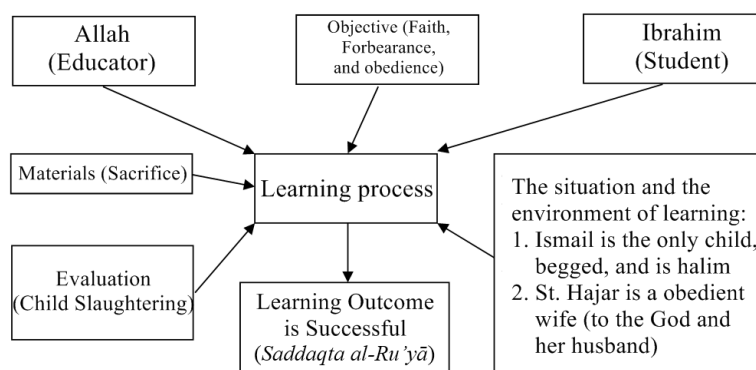 Allah
(Educator)
Objective (Faith,
Forbearance,
and obedience)
Ibrahim
(Student)
Materials (Sacrifice)
Learning process
The situation and the
environment of learning:
1. Ismail is the only child,
begged, and is halim
2. St. Hajar is a obedient
wife (to the God and
her husband)
Evaluation
(Child Slaughtering)
Learning Outcome
is Successful
(Saddaqta al-Ru’yā)